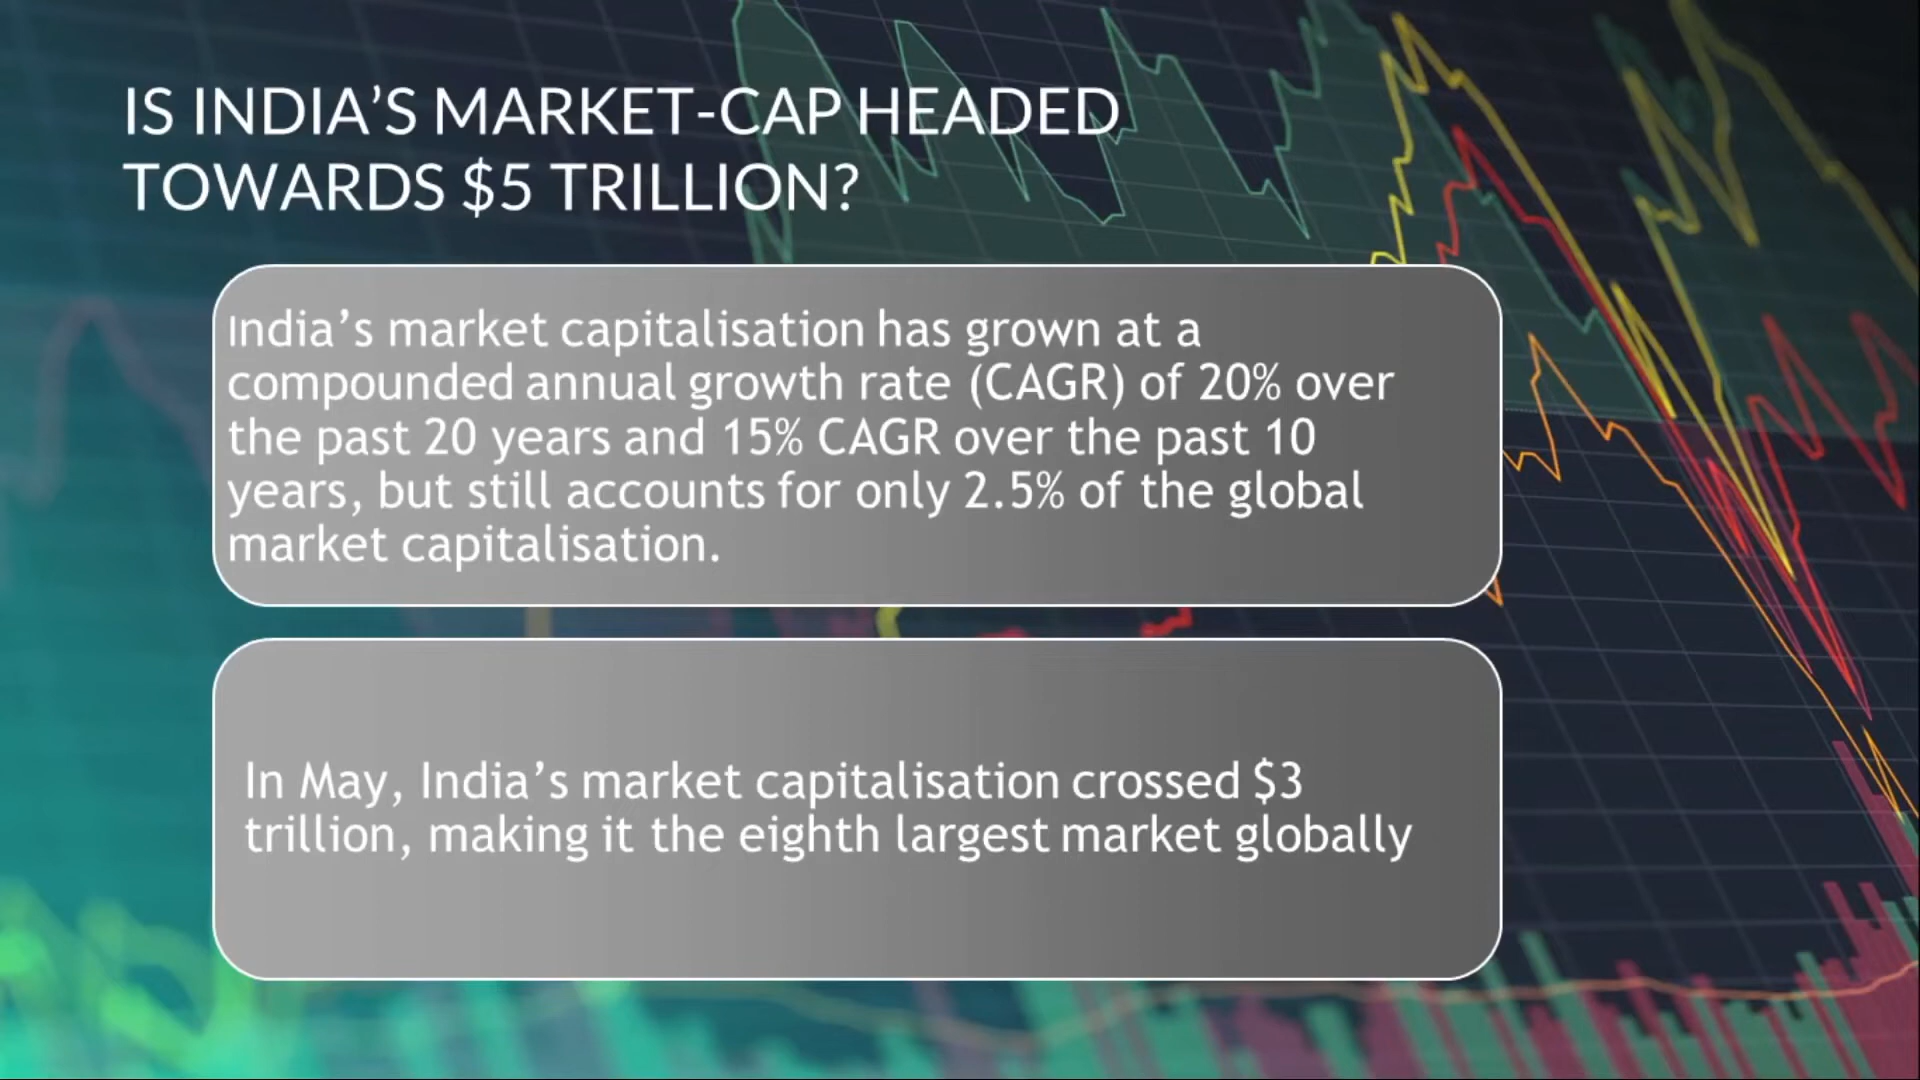 IS INDIA’S MARKET-CAP HEADED
TOWARDS $5 TRILLION?
India’s market capitalisation has grown at a
compounded annual growth rate (CAGR) of 20% over
the past 20 years and 15% CAGR over the past 10
years, but still accounts for only 2.5% of the global
market capitalisation.
In May, India’s market capitalisation crossed $3
trillion, making it the eighth largest market globally